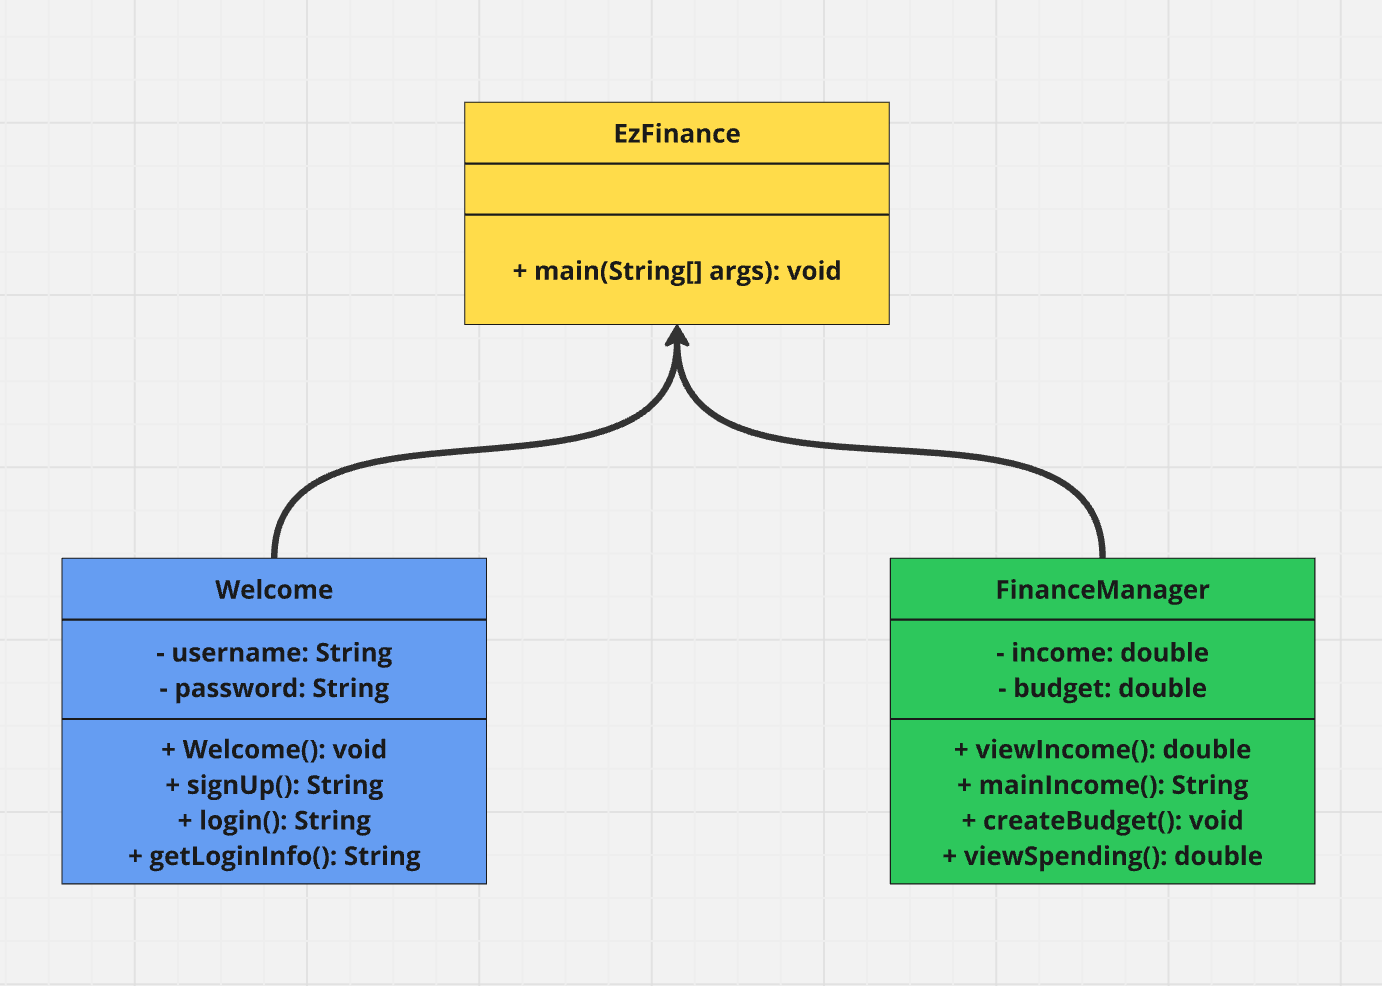 EzFinance
+ main(String[] args): void
Welcome
- username: String
- password: String
+ Welcome(): void
+ signUp(): String
+ login(): String
+ getLoginInfo(): String
FinanceManager
- income: double
- budget: double
+ viewIncome(): double
+ mainIncome(): String
+ createBudget(): void
+ viewSpending(): double